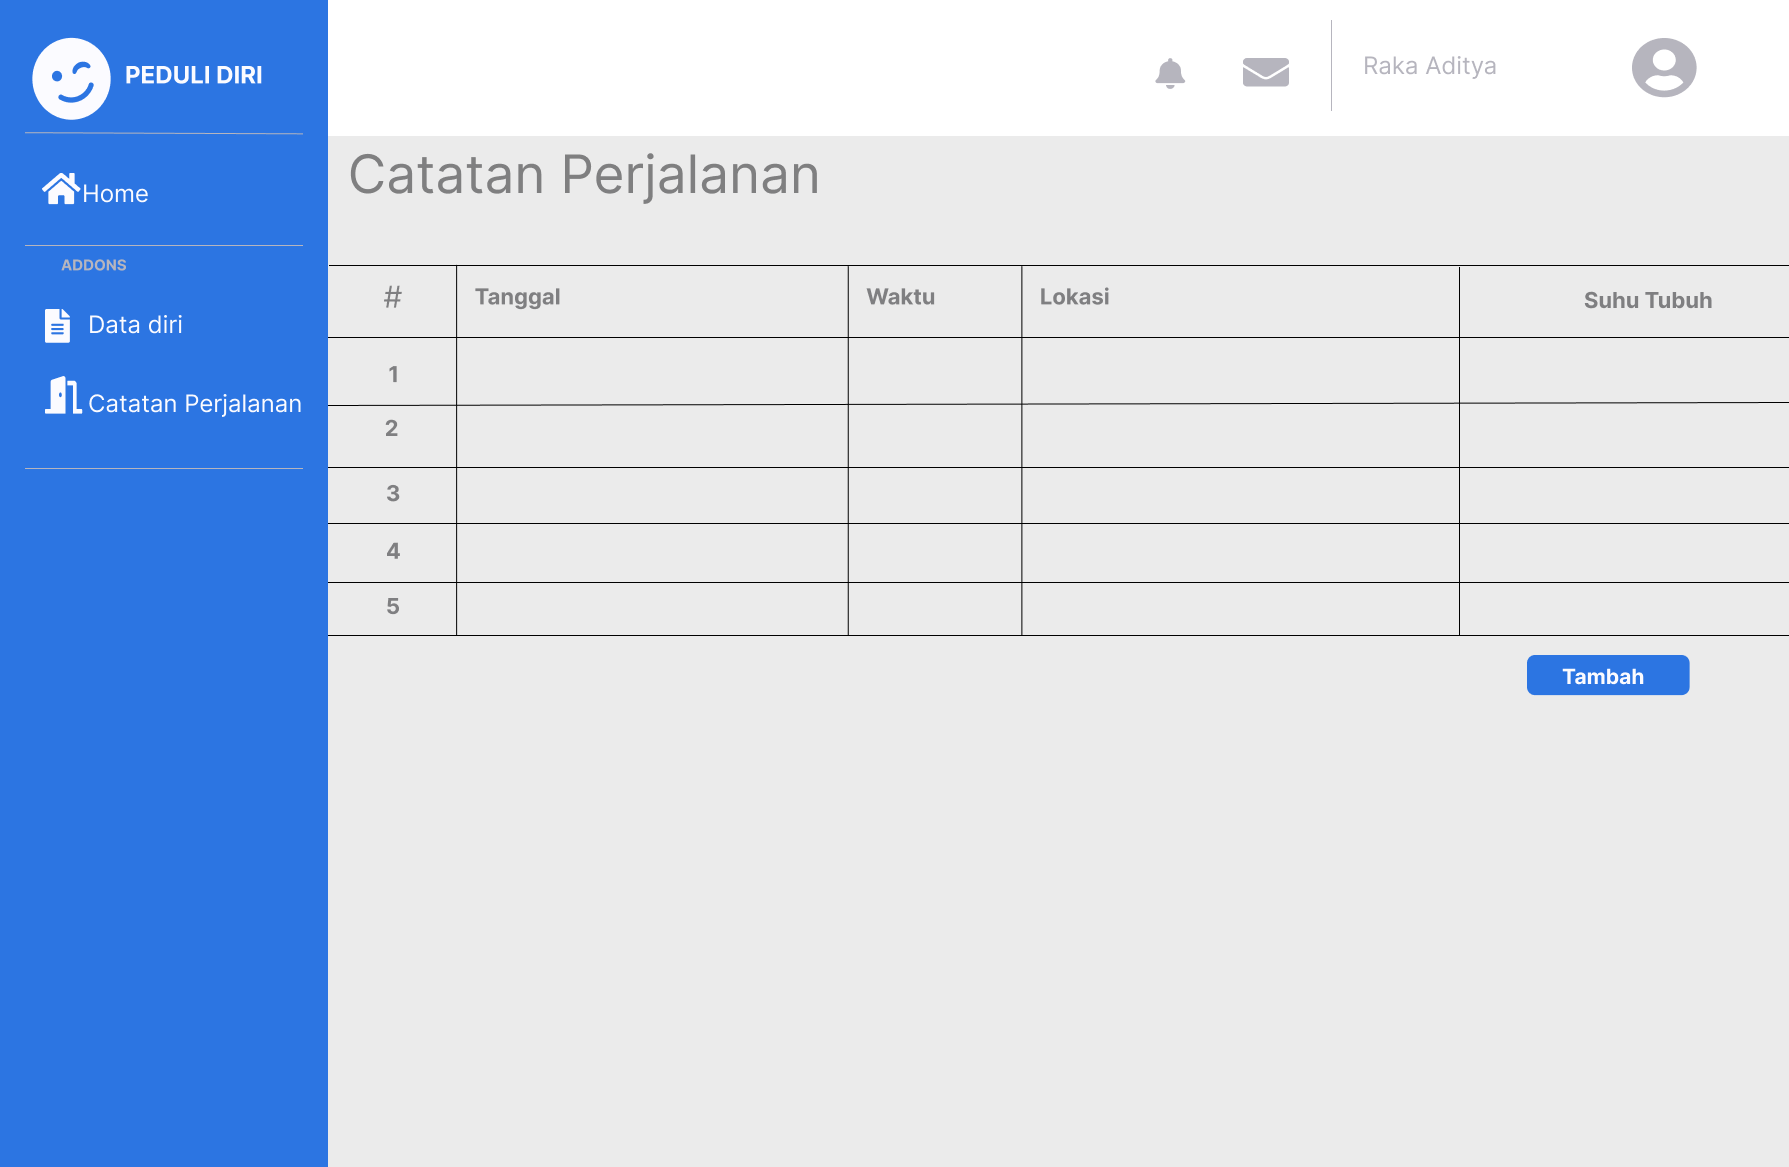 PEDULI DIRI
Raka Aditya
Home
ADDONS
Data diri
Catatan Perjalanan
Catatan Perjalanan
# Tanggal Waktu Lokasi Suhu Tubuh
1
2
3
4
5
Tambah